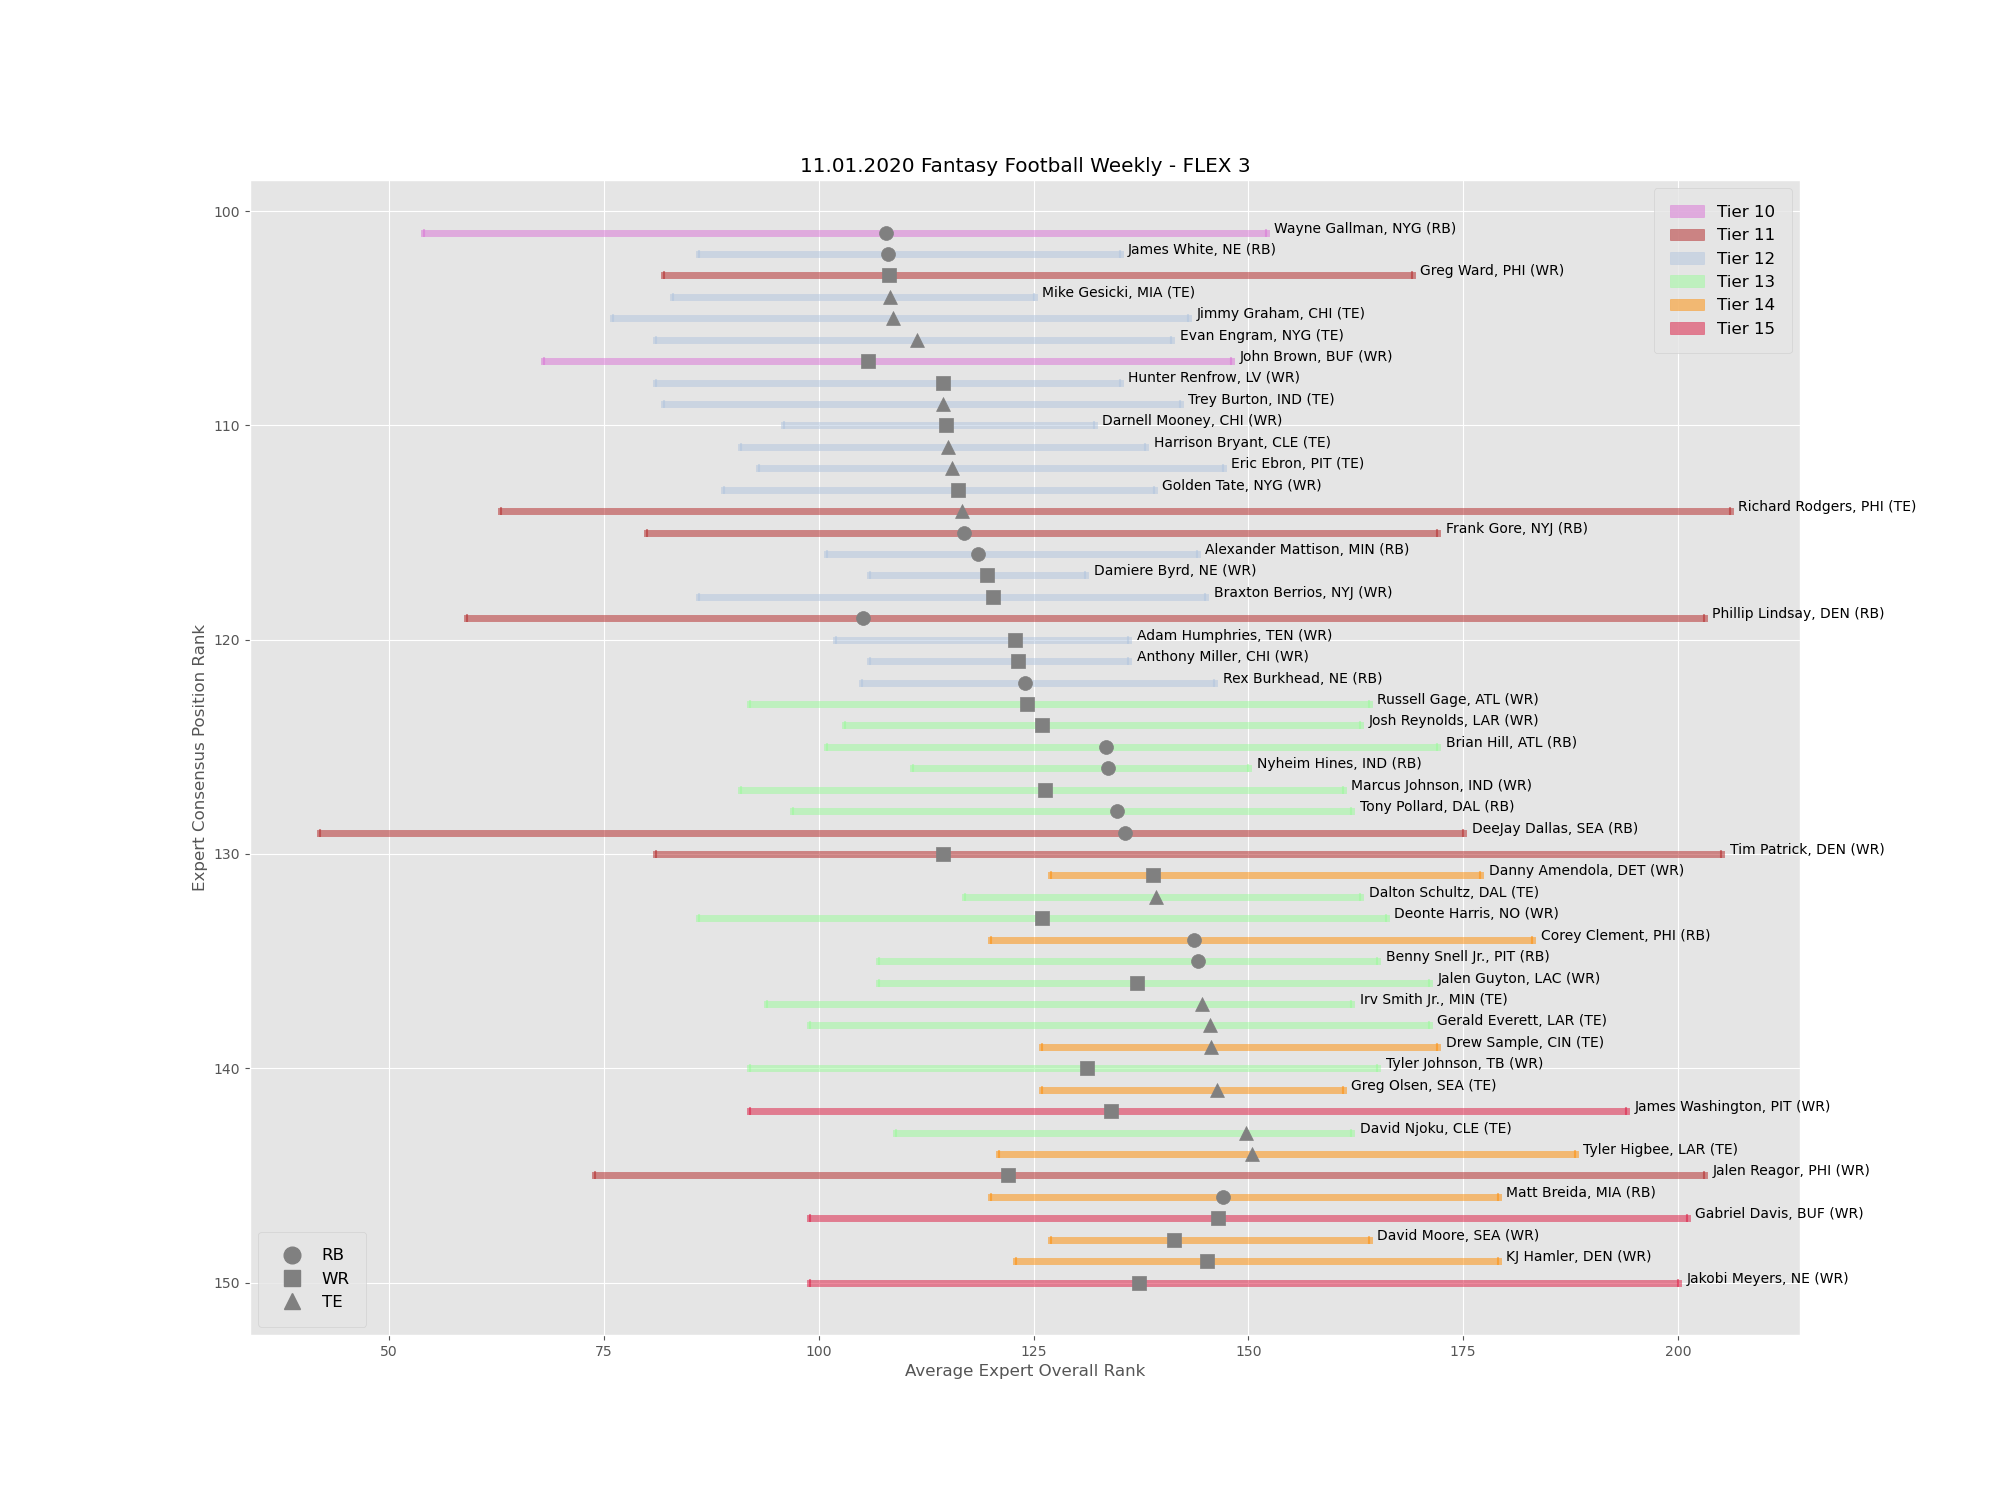 11.01.2020 Fantasy Football Weekly - FLEX 3
Expert Consensus Position Rank
100
110
120
130
140
150
Wayne Gallman, NYG (RB)
James White, NE (RB)
Greg Ward, PHI (WR)
Mike Gesicki, MIA (TE)
Jimmy Graham, CHI (TE)
Evan Engram, NYG (TE)
John Brown, BUF (WR)
Hunter Renfrow, LV (WR)
Trey Burton, IND (TE)
Darnell Mooney, CHI (WR)
Harrison Bryant, CLE (TE)
Eric Ebron, PIT (TE)
Golden Tate, NYG (WR)
Richard Rodgers, PHI (TE)
Frank Gore, NYJ (RB)
Alexander Mattison, MIN (RB)
Damiere Byrd, NE (WR)
Braxton Berrios, NYJ (WR)
Phillip Lindsay, DEN (RB)
Adam Humphries, TEN (WR)
Anthony Miller, CHI (WR)
Rex Burkhead, NE (RB)
Russell Gage, ATL (WR)
Josh Reynolds, LAR (WR)
Brian Hill, ATL (RB)
Nyheim Hines, IND (RB)
Marcus Johnson, IND (WR)
Tony Pollard, DAL (RB)
DeeJay Dallas, SEA (RB)
Tim Patrick, DEN (WR)
Danny Amendola, DET (WR)
Dalton Schultz, DAL (TE)
Deonte Harris, NO (WR)
Corey Clement, PHI (RB)
Benny Snell Jr., PIT (RB)
Jalen Guyton, LAC (WR)
Irv Smith Jr., MIN (TE)
Gerald Everett, LAR (TE)
Drew Sample, CIN (TE)
Tyler Johnson, TB (WR)
Greg Olsen, SEA (TE)
James Washington, PIT (WR)
David Njoku, CLE (TE)
Tyler Higbee, LAR (TE)
Jalen Reagor, PHI (WR)
Matt Breida, MIA (RB)
Gabriel Davis, BUF (WR)
David Moore, SEA (WR)
KJ Hamler, DEN (WR)
Jakobi Meyers, NE (WR)
Tier 10
Tier 11
Tier 12
Tier 13
Tier 14
Tier 15
RB
WR
TE
50
75
100
125
150
175
200
Average Expert Overall Rank